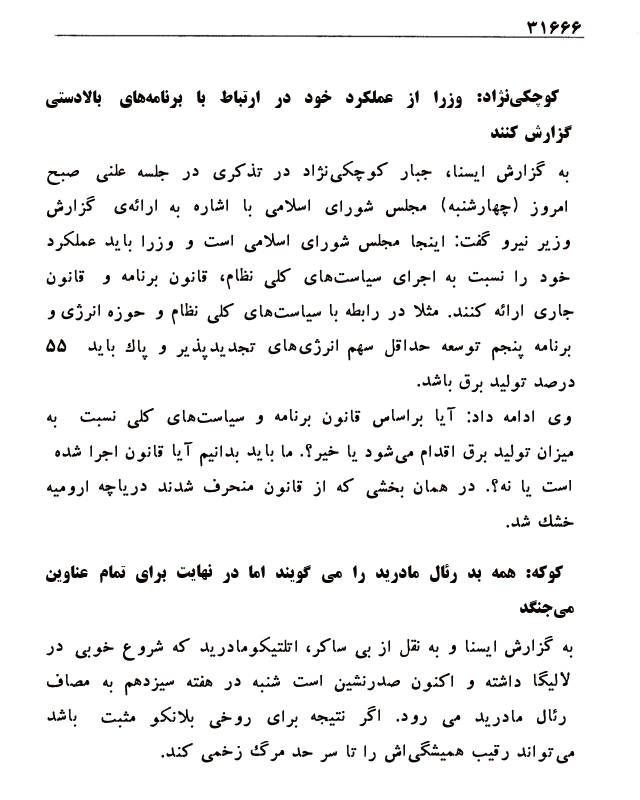 ۳۱۶۶۶
کوچکی‌نژاد: وزرا از عملکرد خود در ارتباط با برنامه‌های بالادستی
گزارش کنند
به گزارش ایسنا، جبار کوچکی‌نژاد در تذکری در جلسه علنی صبح
امروز (چهارشنبه) مجلس شورای اسلامی با اشاره به ارائه‌ی گزارش
وزیر نیرو گفت: اینجا مجلس شورای اسلامی است و وزرا باید عملکرد
خود را نسبت به اجرای سیاست‌های کلی نظام، قانون برنامه و قانون
جاری ارائه کنند. مثلا در رابطه با سیاست‌های کلی نظام و حوزه انرژی و
برنامه پنجم توسعه حداقل سهم انرژی‌های تجدیدپذیر و پاك باید ۵۵
درصد تولید برق باشد.
وی ادامه داد: آیا براساس قانون برنامه و سیاست‌های کلی نسبت به
میزان تولید برق اقدام می‌شود یا خیر؟. ما باید بدانیم آیا قانون اجرا شده
است یا نه؟. در همان بخشی که از قانون منحرف شدند دریاچه ارومیه
خشك شد.
کوکه: همه بد رئال مادرید را می گویند اما در نهایت برای تمام عناوین
می‌جنگد
به گزارش ایسنا و به نقل از بی ساکر، اتلتیکومادرید که شروع خوبی در
لالیگا داشته و اکنون صدرنشین است شنبه در هفته سیزدهم به مصاف
رئال مادرید می رود. اگر نتیجه برای روخی بلانکو مثبت باشد
می‌تواند رقیب همیشگی‌اش را تا سر حد مرگ زخمی کند.